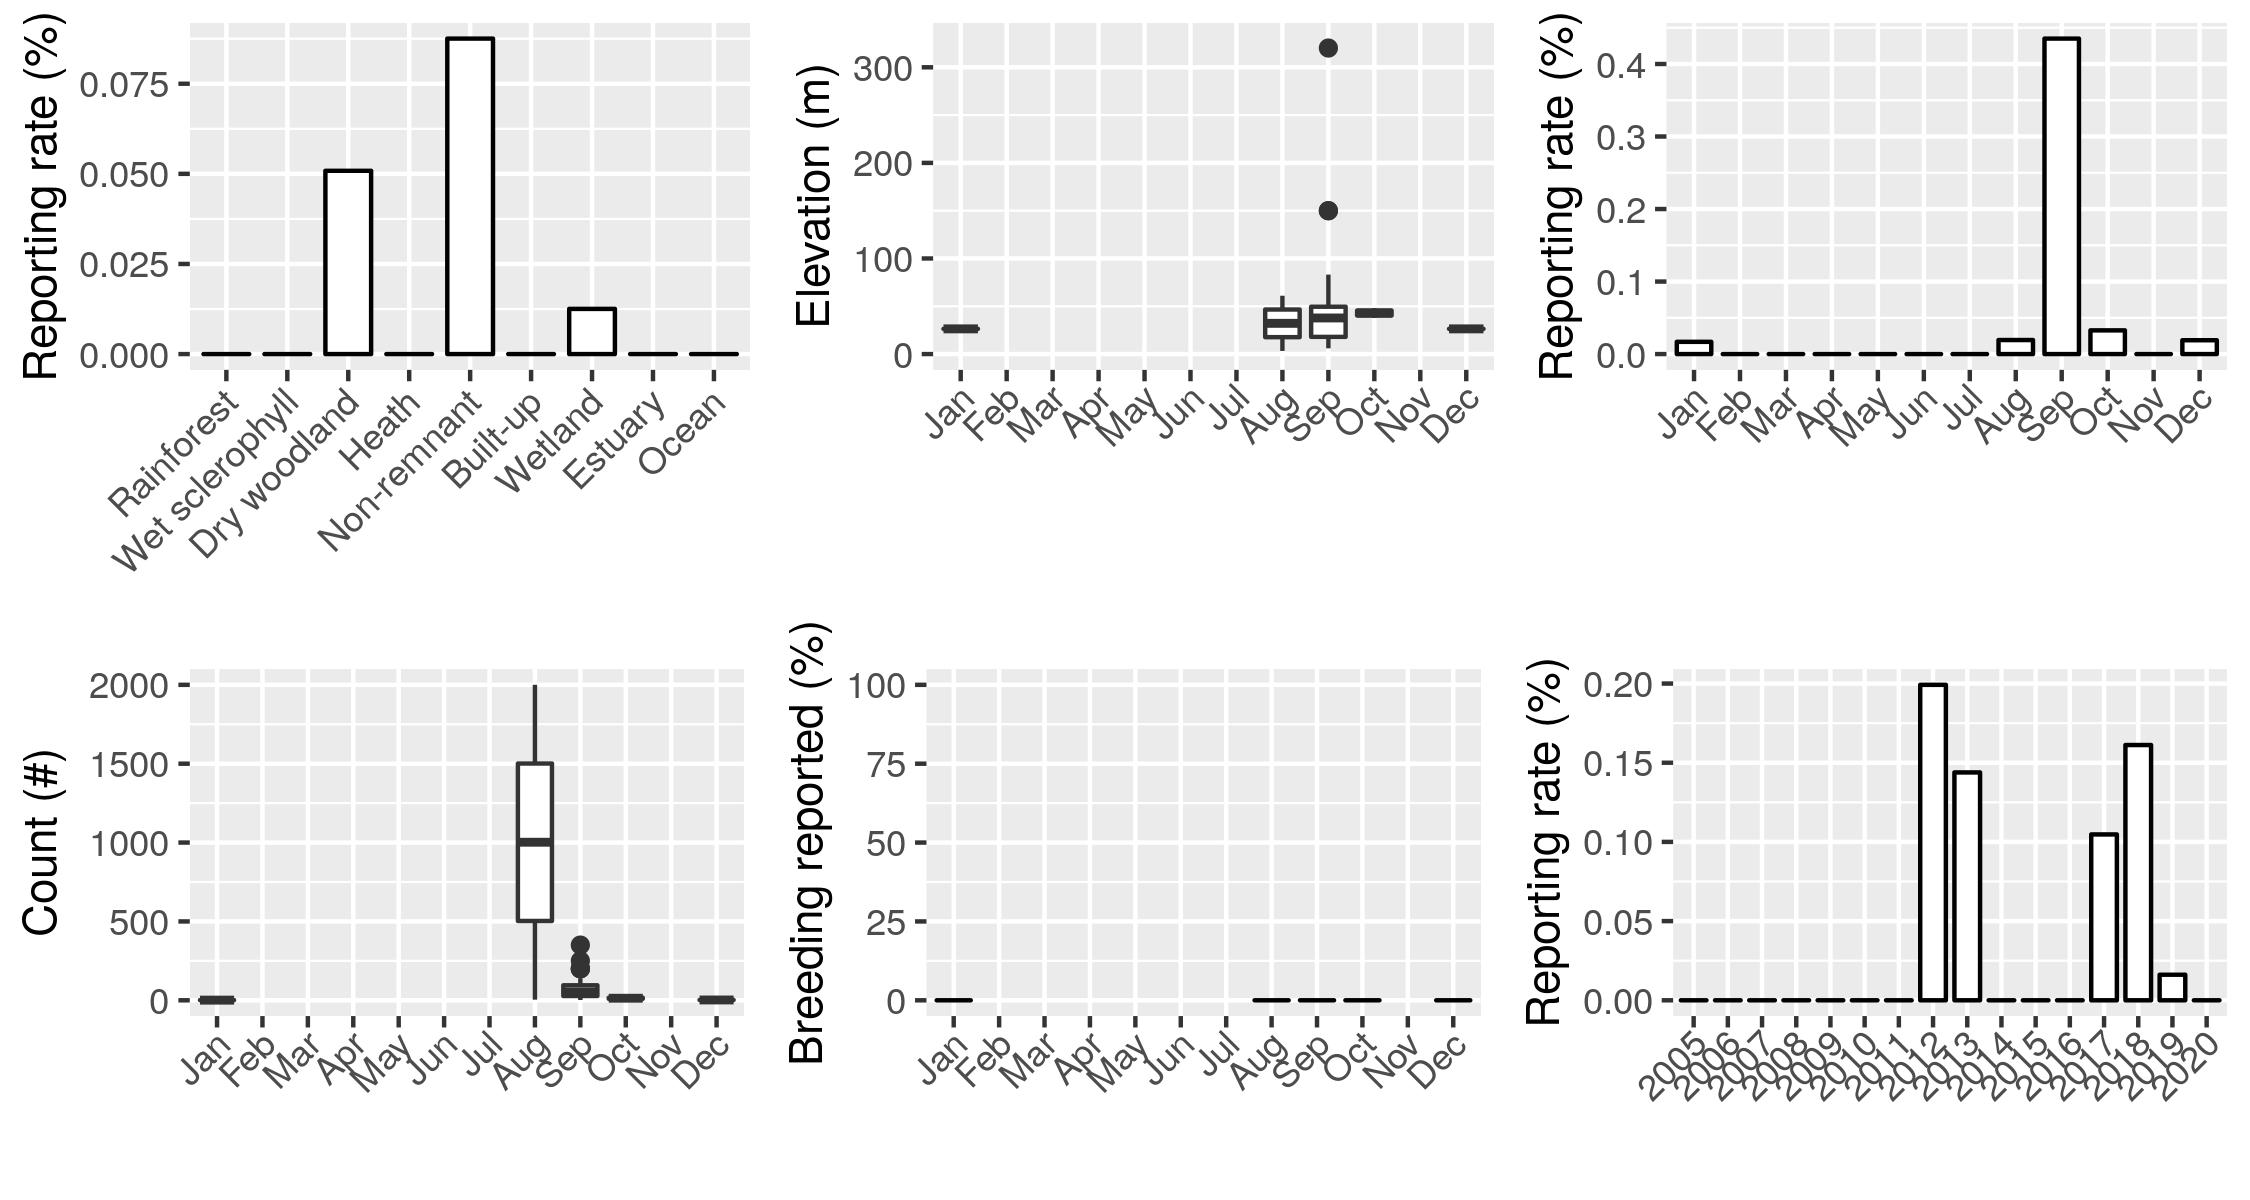 Reporting rate (%)
0.075
0.050
0.025
0.000
Rainforest
Wet sclerophyll
Dry woodland
Heath
Non-remnant
Built-up
Wetland
Estuary
Ocean
Elevation (m)
300
200
100
0
Jan Feb Mar Apr May Jun Jul Aug Sep Oct Nov Dec
Reporting rate (%)
0.4
0.3
0.2
0.1
0.0
Jan Feb Mar Apr May Jun Jul Aug Sep Oct Nov Dec
Count (#)
2000
1500
1000
500
0
Jan Feb Mar Apr May Jun Jul Aug Sep Oct Nov Dec
Breeding reported (%)
100
75
50
25
0
Jan Feb Mar Apr May Jun Jul Aug Sep Oct Nov Dec
Reporting rate (%)
0.20
0.15
0.10
0.05
0.00
2005 2006 2007 2008 2009 2010 2011 2012 2013 2014 2015 2016 2017 2018 2019 2020